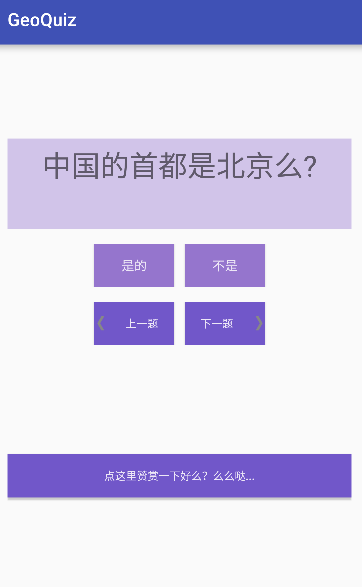 GeoQuiz
中国的首都是北京么?
是的
不是
《 上一题
下一题 》
点这里赞赏一下好么? 么么哒...